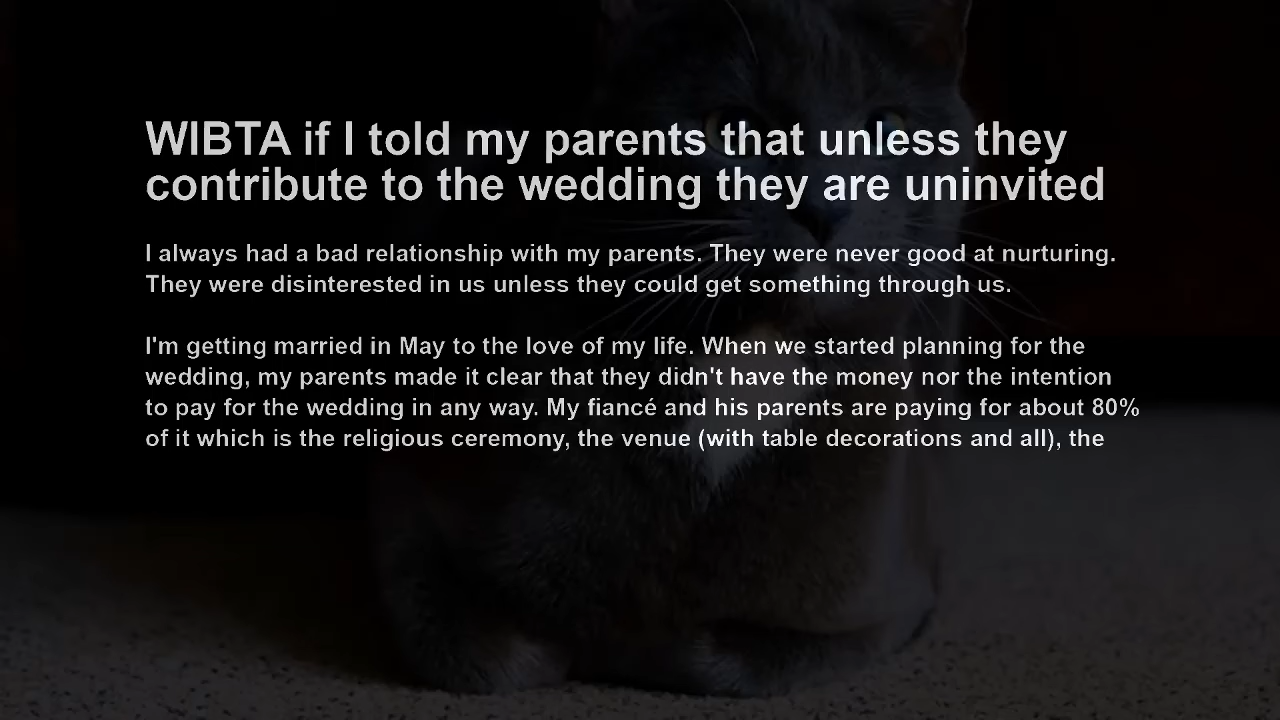 WIBTA if I told my parents that unless they
contribute to the wedding they are uninvited
I always had a bad relationship with my parents. They were never good at nurturing.
They were disinterested in us unless they could get something through us.
I'm getting married in May to the love of my life. When we started planning for the
wedding, my parents made it clear that they didn't have the money nor the intention
to pay for the wedding in any way. My fiancé and his parents are paying for about 80%
of it which is the religious ceremony, the venue (with table decorations and all), the